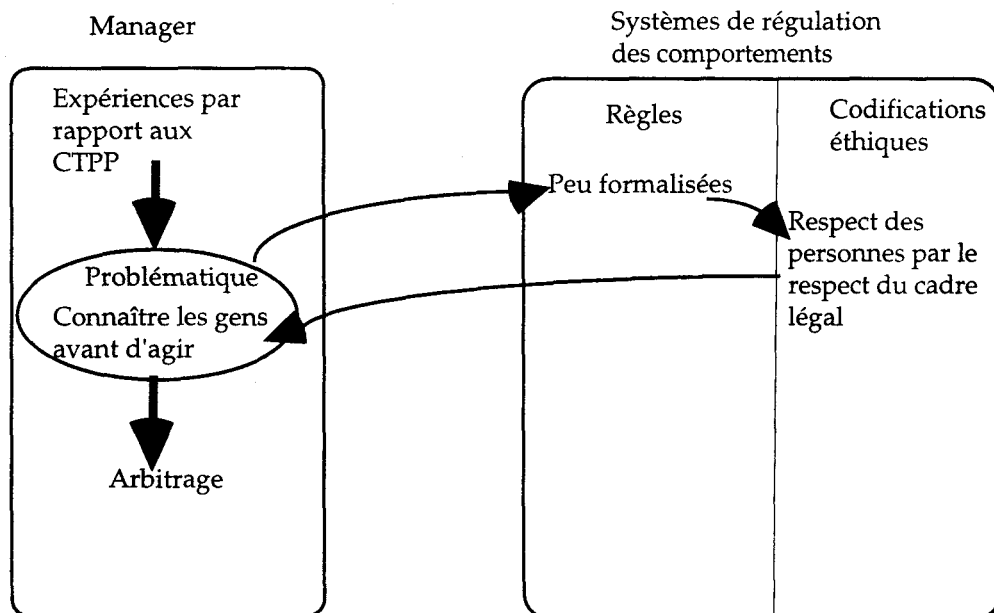 Manager
Systèmes de régulation
des comportements
Expériences par
rapport aux
CTPP
Problématique
Connaître les gens
avant d'agir
Arbitrage
Règles
Peu formalisées
Codifications
éthiques
Respect des
personnes par le
respect du cadre
légal